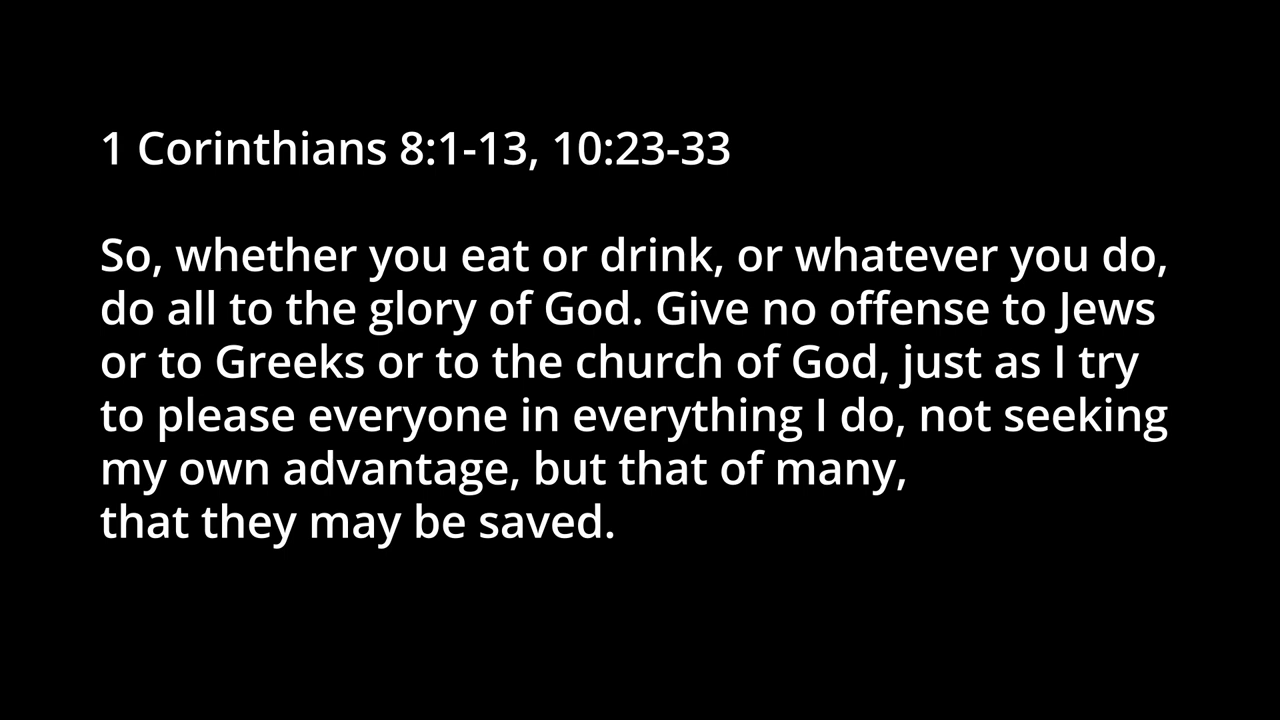 1 Corinthians 8:1-13, 10:23-33
So, whether you eat or drink, or whatever you do,
do all to the glory of God. Give no offense to Jews
or to Greeks or to the church of God, just as I try
to please everyone in everything I do, not seeking
my own advantage, but that of many,
that they may be saved.